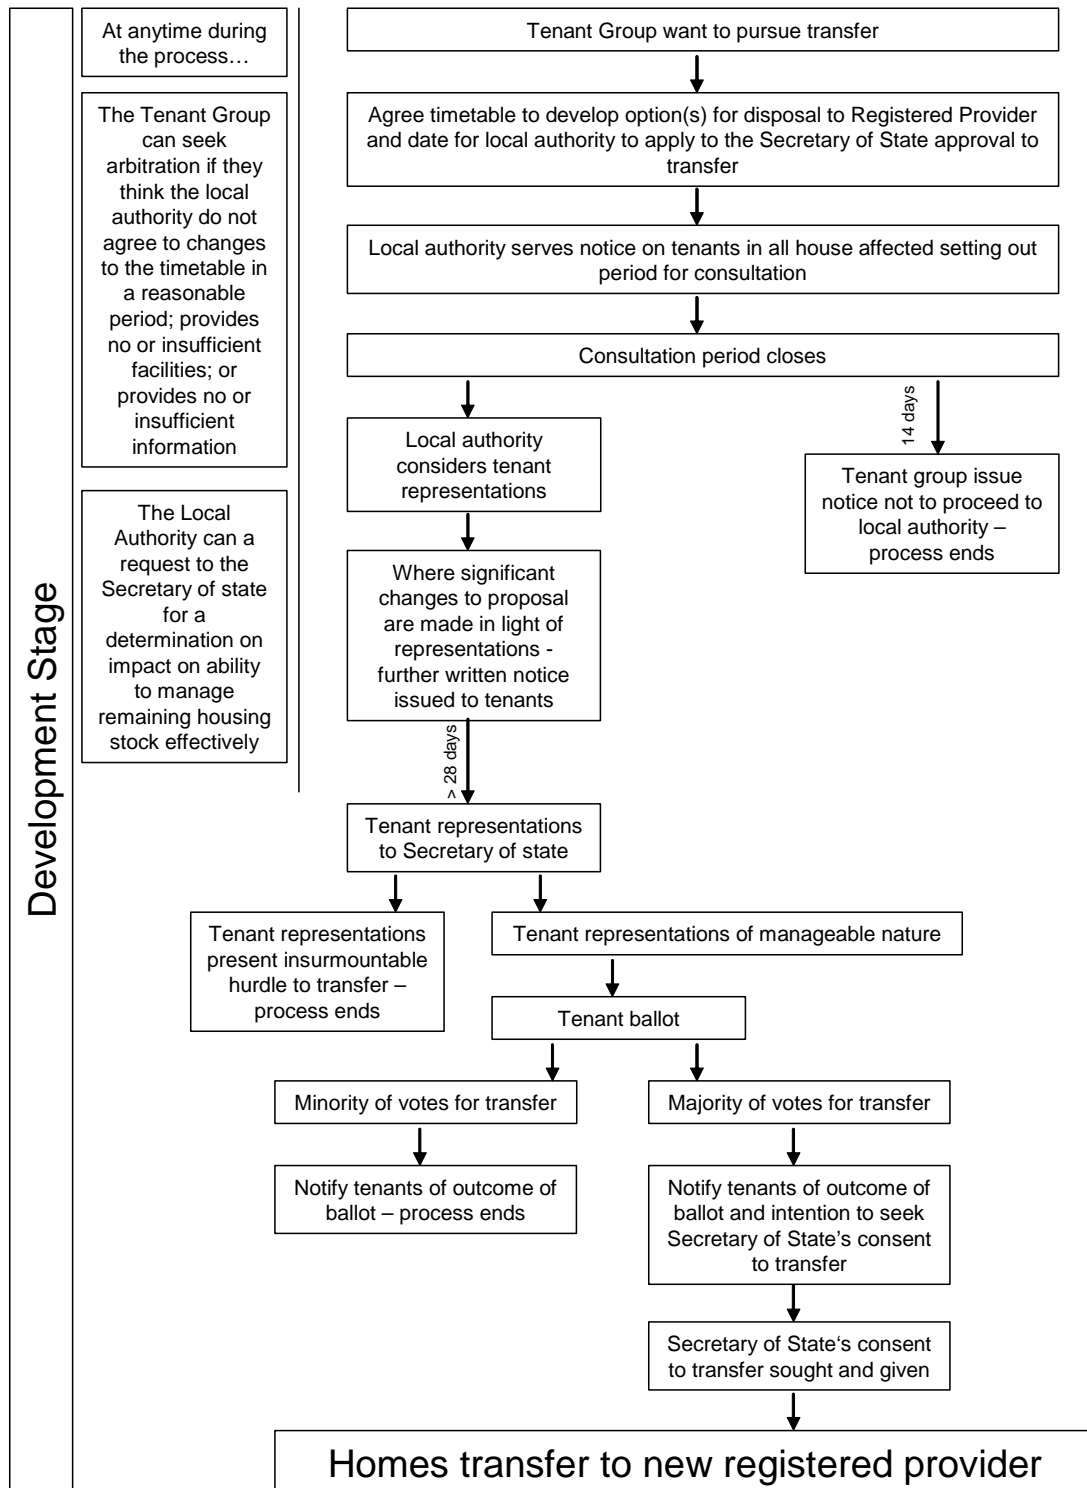 Development Stage
At anytime during
the process…
The Tenant Group
can seek
arbitration if they
think the local
authority do not
agree to changes
to the timetable in
a reasonable
period; provides
no or insufficient
facilities; or
provides no or
insufficient
information
The Local
Authority can a
request to the
Secretary of state
for a
determination on
impact on ability
to manage
remaining housing
stock effectively
Tenant Group want to pursue transfer
Agree timetable to develop option(s) for disposal to Registered Provider
and date for local authority to apply to the Secretary of State approval to
transfer
Local authority serves notice on tenants in all house affected setting out
period for consultation
Consultation period closes
14 days
Local authority
considers tenant
representations
Tenant group issue
notice not to proceed to
local authority –
process ends
Where significant
changes to proposal
are made in light of
representations -
further written notice
issued to tenants
> 28 days
Tenant representations
to Secretary of state
Tenant representations
present insurmountable
hurdle to transfer –
process ends
Tenant representations of manageable nature
Tenant ballot
Minority of votes for transfer
Majority of votes for transfer
Notify tenants of outcome of
ballot – process ends
Notify tenants of outcome of
ballot and intention to seek
Secretary of State's consent
to transfer
Secretary of State‘s consent
to transfer sought and given
Homes transfer to new registered provider